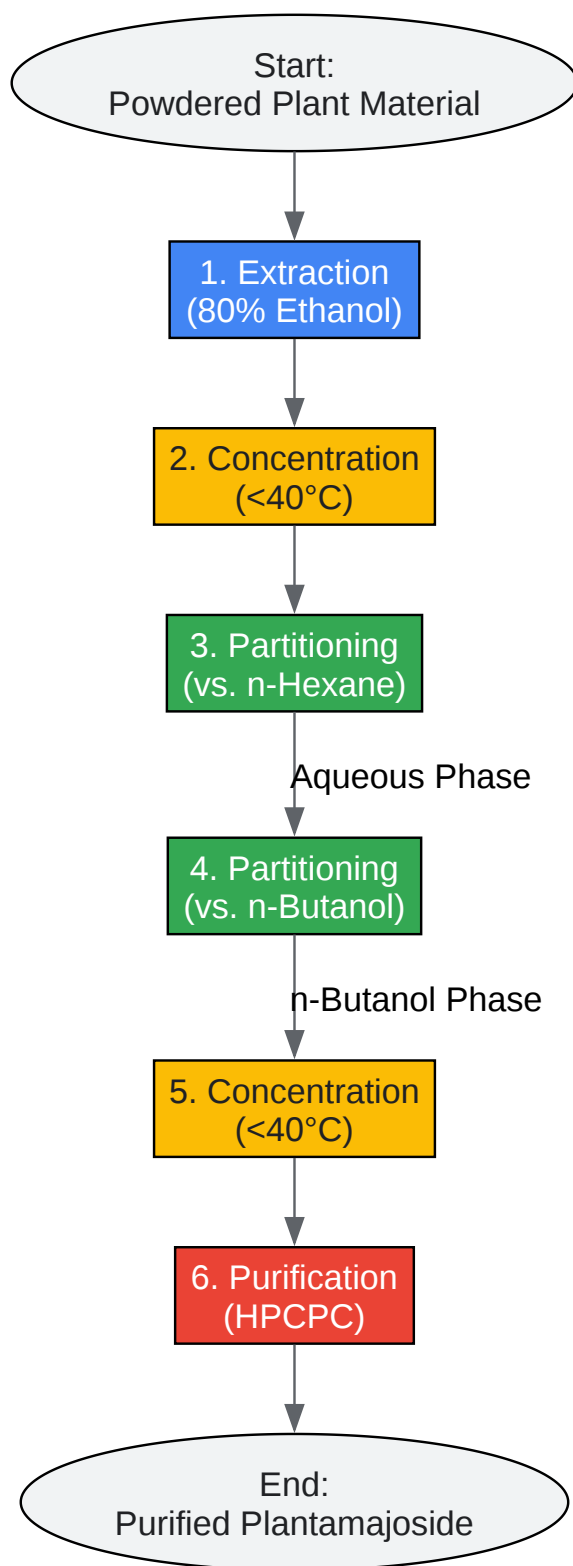 Start:
Powdered Plant Material
1. Extraction
(80% Ethanol)
2. Concentration
(<40°C)
3. Partitioning
(vs. n-Hexane)
Aqueous Phase
4. Partitioning
(vs. n-Butanol)
n-Butanol Phase
5. Concentration
(<40°C)
6. Purification
(HPCPC)
End:
Purified Plantamajoside